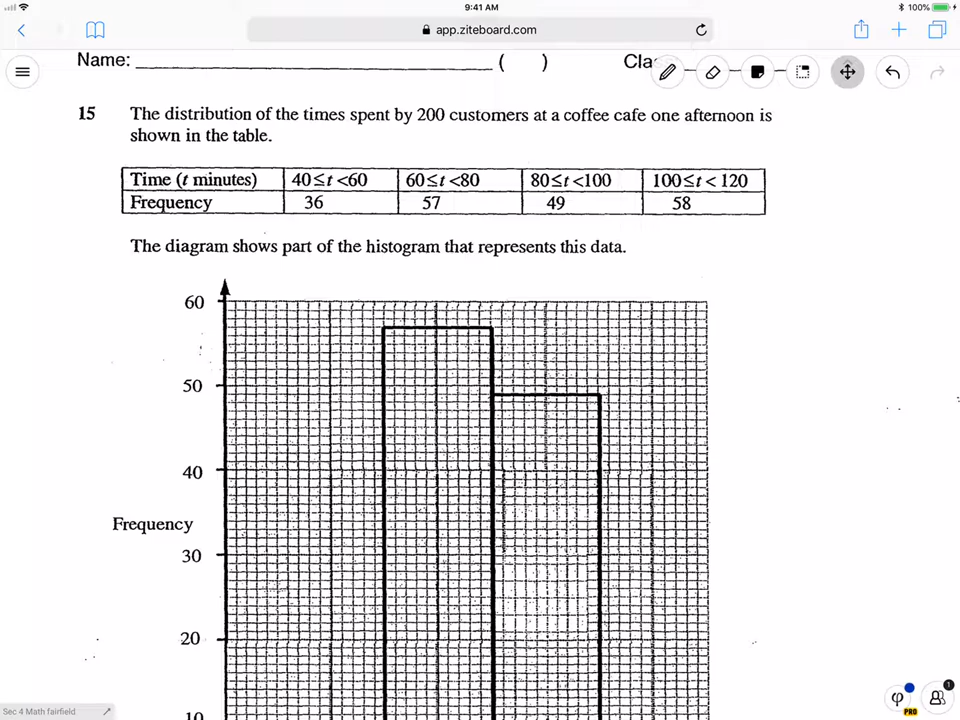 9:41 AM
100%
app.ziteboard.com
Name: ( ) Cla
15 The distribution of the times spent by 200 customers at a coffee cafe one afternoon is
shown in the table.
Time (t minutes) 40≤t <60 60≤t <80 80≤t <100 100≤t < 120
Frequency 36 57 49 58
The diagram shows part of the histogram that represents this data.
60
50
40
Frequency
30
20
10
Sec 4 Math fairfield
φ
PRO
1